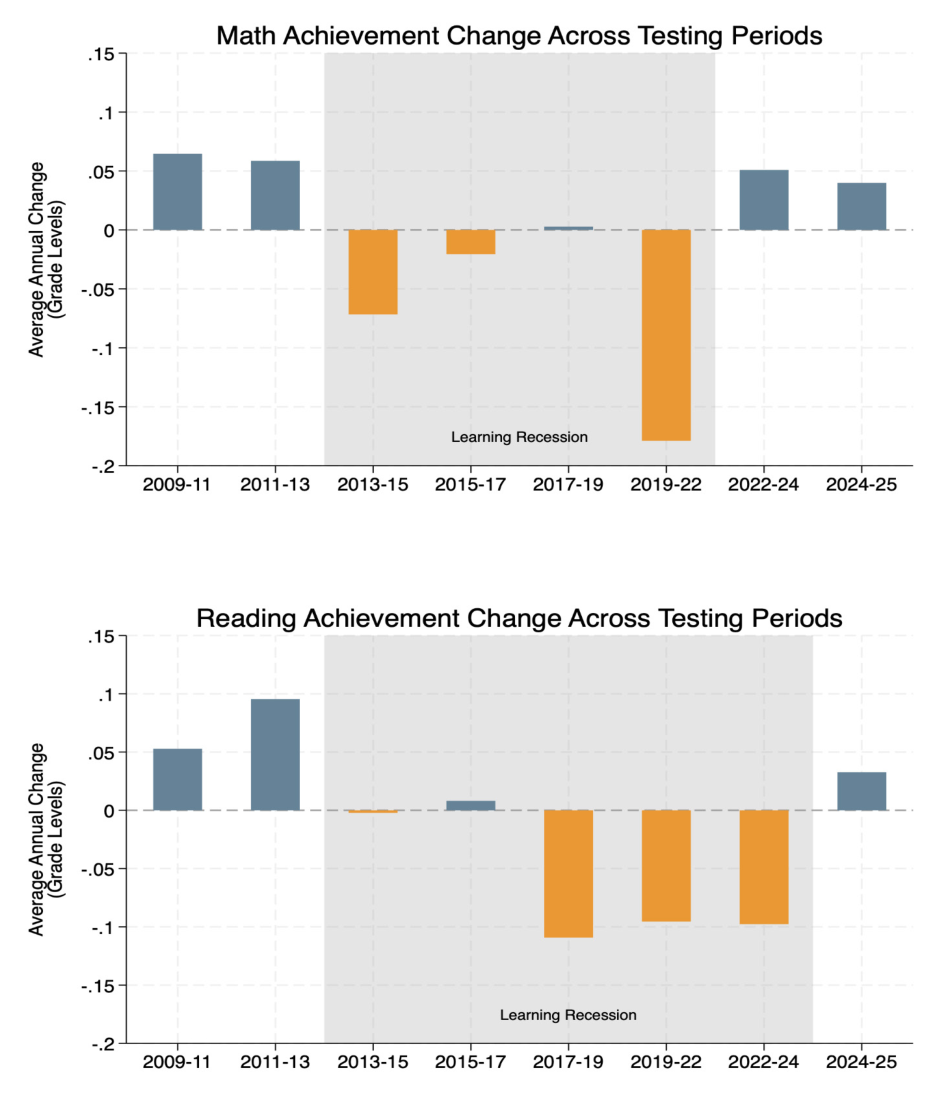 Math Achievement Change Across Testing Periods
Average Annual Change
(Grade Levels)
.15
.1
.05
0
-.05
-.1
-.15
-.2
Learning Recession
2009-11 2011-13 2013-15 2015-17 2017-19 2019-22 2022-24 2024-25
Reading Achievement Change Across Testing Periods
Average Annual Change
(Grade Levels)
.15
.1
.05
0
-.05
-.1
-.15
-.2
Learning Recession
2009-11 2011-13 2013-15 2015-17 2017-19 2019-22 2022-24 2024-25